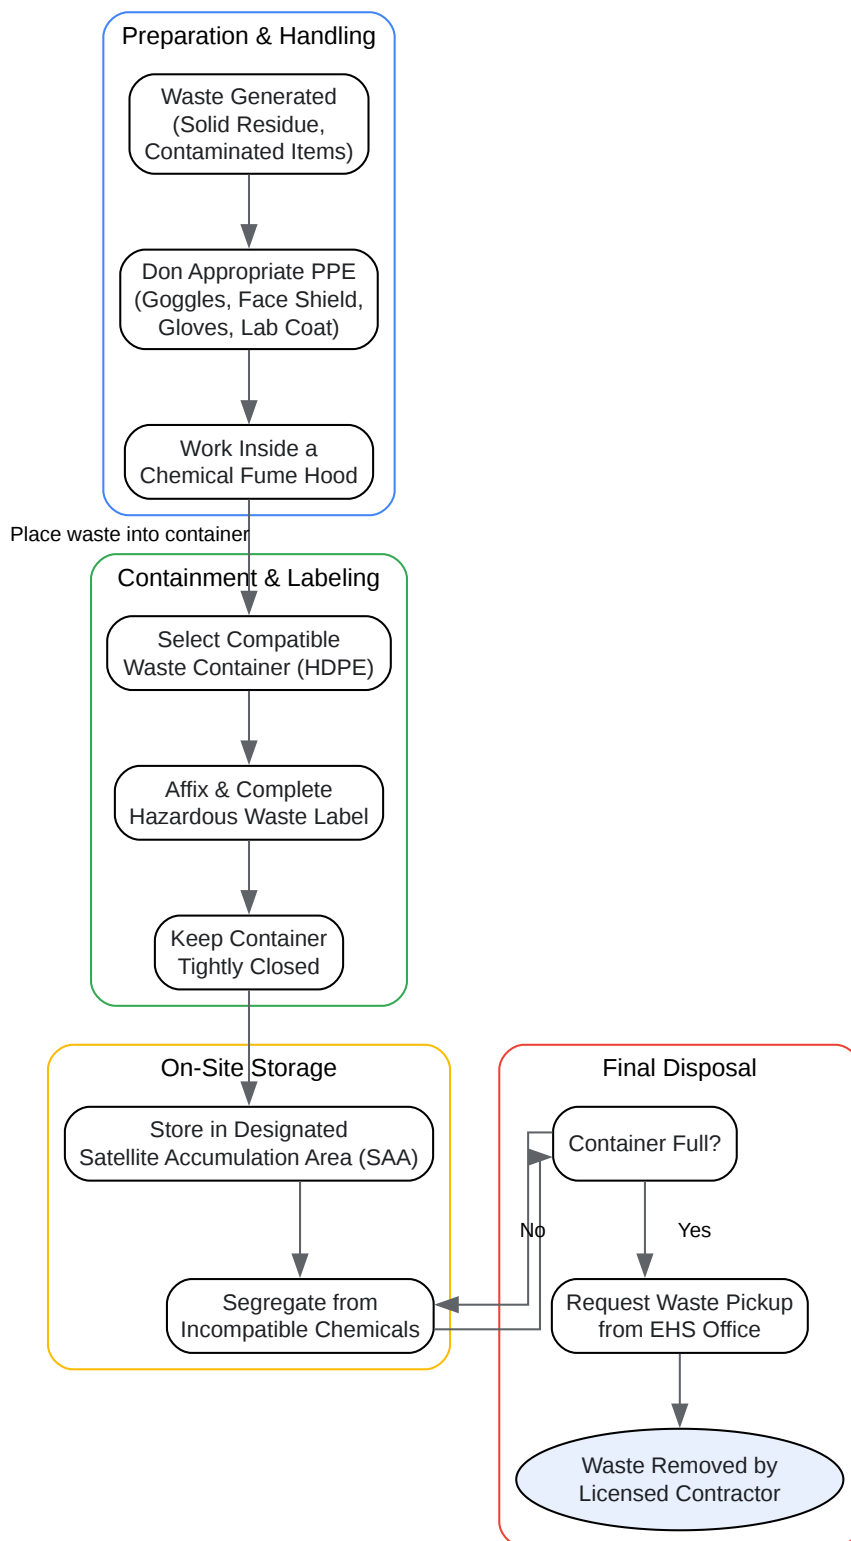 Preparation & Handling
Waste Generated
(Solid Residue,
Contaminated Items)
Don Appropriate PPE
(Goggles, Face Shield,
Gloves, Lab Coat)
Work Inside a
Chemical Fume Hood
Place waste into container
Containment & Labeling
Select Compatible
Waste Container (HDPE)
Affix & Complete
Hazardous Waste Label
Keep Container
Tightly Closed
On-Site Storage
Store in Designated
Satellite Accumulation Area (SAA)
Segregate from
Incompatible Chemicals
Final Disposal
Container Full?
No
Yes
Request Waste Pickup
from EHS Office
Waste Removed by
Licensed Contractor